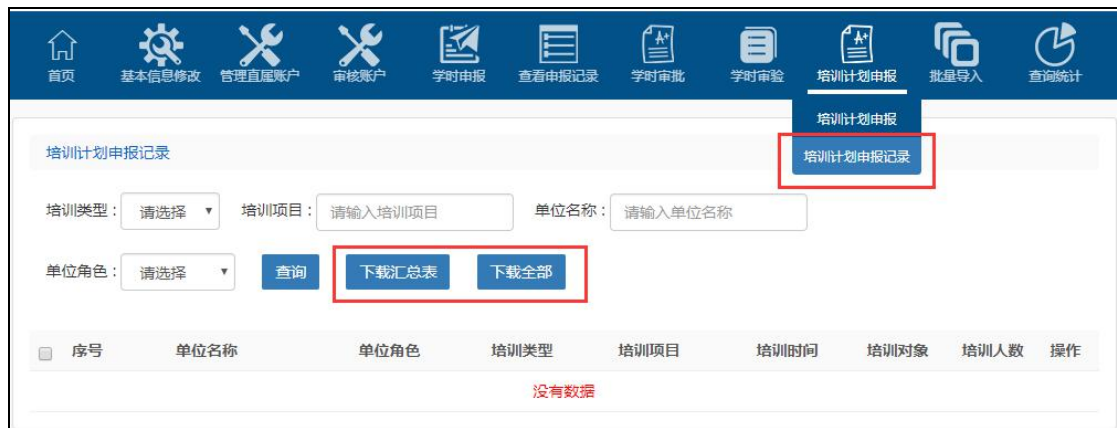 首页 基本信息修改 管理直属账户 审核账户 学时申报 查看申报记录 学时审批 学时审验 培训计划申报 批量导入 查询统计
培训计划申报
培训计划申报记录
培训计划申报记录
培训类型： 请选择 培训项目： 请输入培训项目 单位名称： 请输入单位名称
单位角色： 请选择 查询 下载汇总表 下载全部
序号 单位名称 单位角色 培训类型 培训项目 培训时间 培训对象 培训人数 操作
没有数据